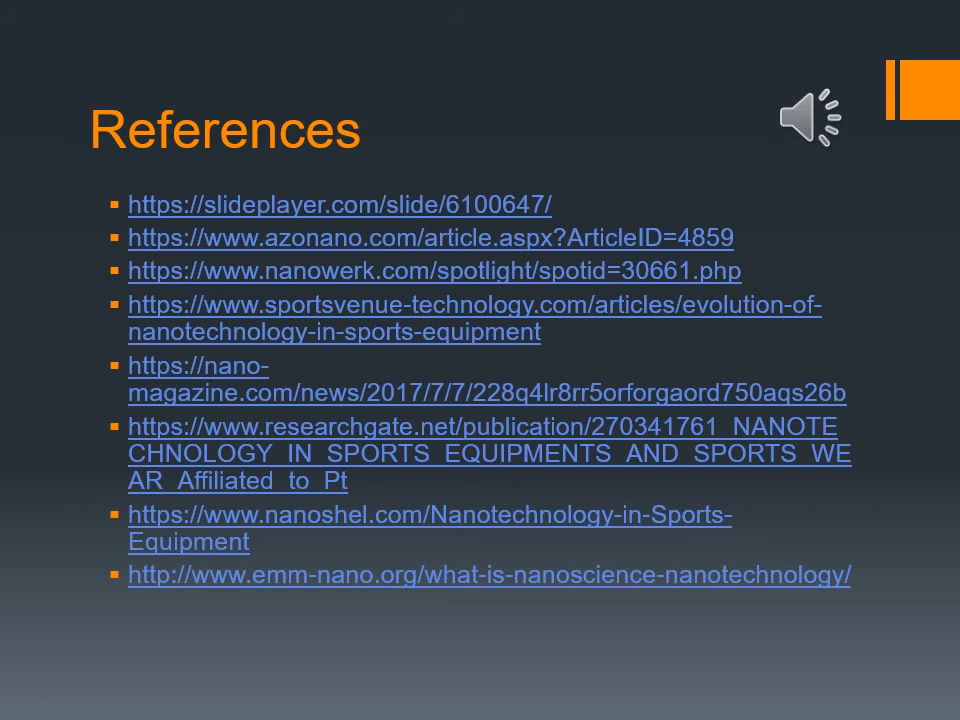 References
https://slideplayer.com/slide/6100647/
https://www.azonano.com/article.aspx?ArticleID=4859
https://www.nanowerk.com/spotlight/spotid=30661.php
https://www.sportsvenue-technology.com/articles/evolution-of-
nanotechnology-in-sports-equipment
https://nano-
magazine.com/news/2017/7/7/228q4lr8rr5orforgaord750aqs26b
https://www.researchgate.net/publication/270341761_NANOTE
CHNOLOGY_IN_SPORTS_EQUIPMENTS_AND_SPORTS_WE
AR_Affiliated_to_Pt
https://www.nanoshel.com/Nanotechnology-in-Sports-
Equipment
http://www.emm-nano.org/what-is-nanoscience-nanotechnology/